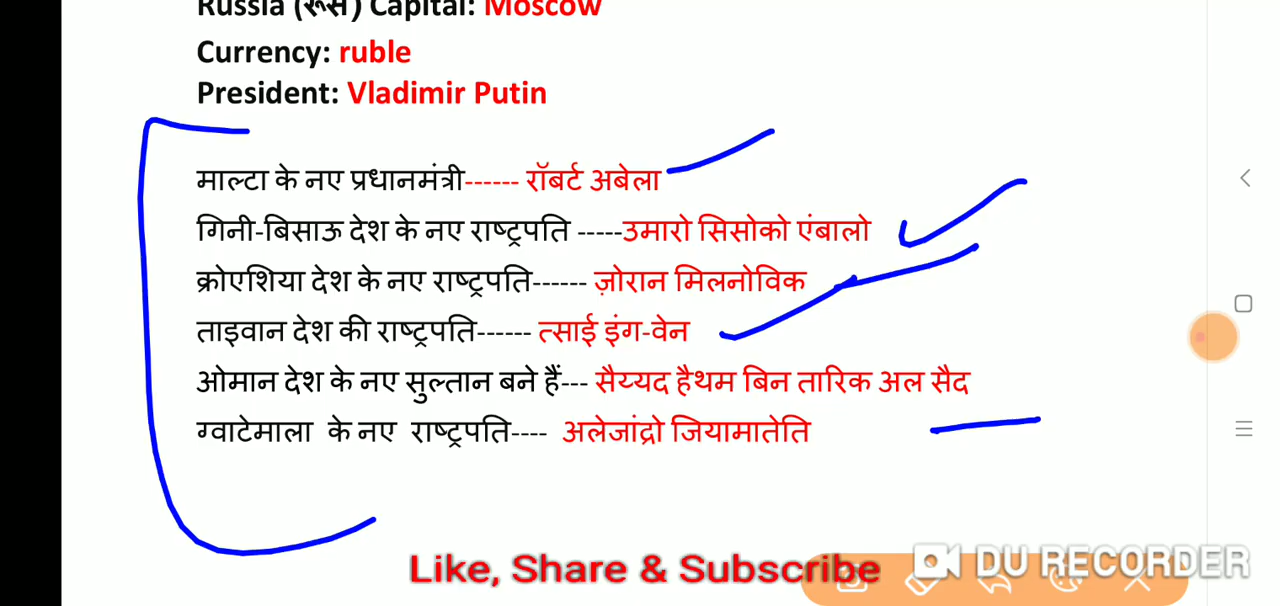 Russia (रूस) Capital: Moscow
Currency: ruble
President: Vladimir Putin
माल्टा के नए प्रधानमंत्री------ रॉबर्ट अबेला
गिनी-बिसाऊ देश के नए राष्ट्रपति -----उमारो सिसोको एंबालो
क्रोएशिया देश के नए राष्ट्रपति------ ज़ोरान मिलनोविक
ताइवान देश की राष्ट्रपति------ त्साई इंग-वेन
ओमान देश के नए सुल्तान बने हैं--- सैय्यद हैथम बिन तारिक अल सैद
ग्वाटेमाला के नए राष्ट्रपति---- अलेजांद्रो जियामातेति
Like, Share & Subscribe
DU RECORDER